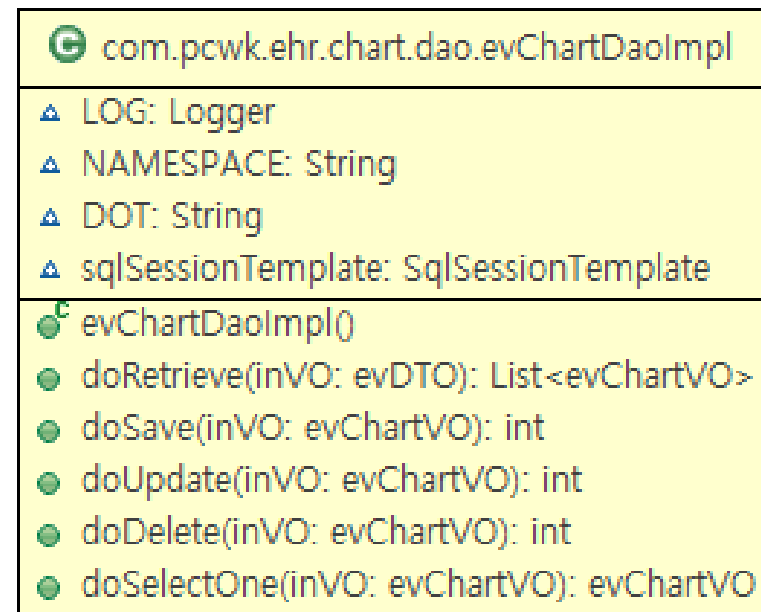 C com.pcwk.ehr.chart.dao.evChartDaoImpl
LOG: Logger
NAMESPACE: String
DOT: String
sqlSessionTemplate: SqlSessionTemplate
C evChartDaoImpl()
doRetrieve(inVO: evDTO): List<evChartVO>
doSave(inVO: evChartVO): int
doUpdate(inVO: evChartVO): int
doDelete(inVO: evChartVO): int
doSelectOne(inVO: evChartVO): evChartVO